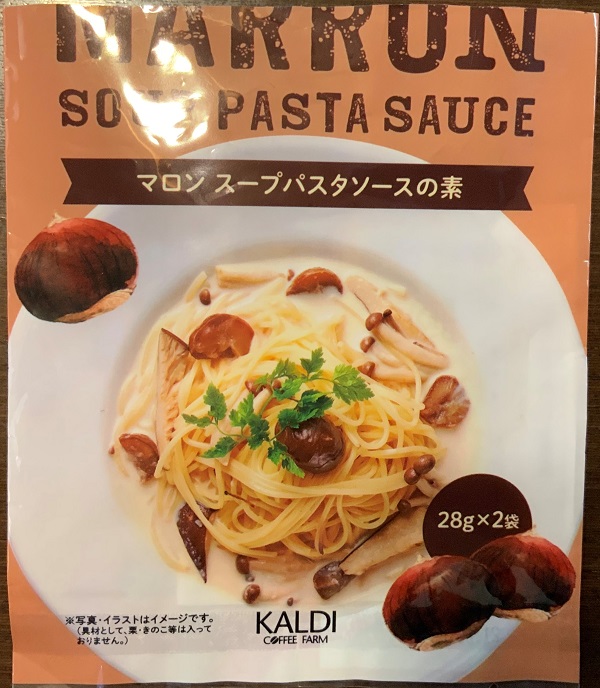 MARRON
SOUP PASTA SAUCE
マロン スープパスタソースの素
28g×2袋
※写真・イラストはイメージです。
(具材として、栗・きのこ等は入って
おりません。)
KALDI
COFFEE FARM